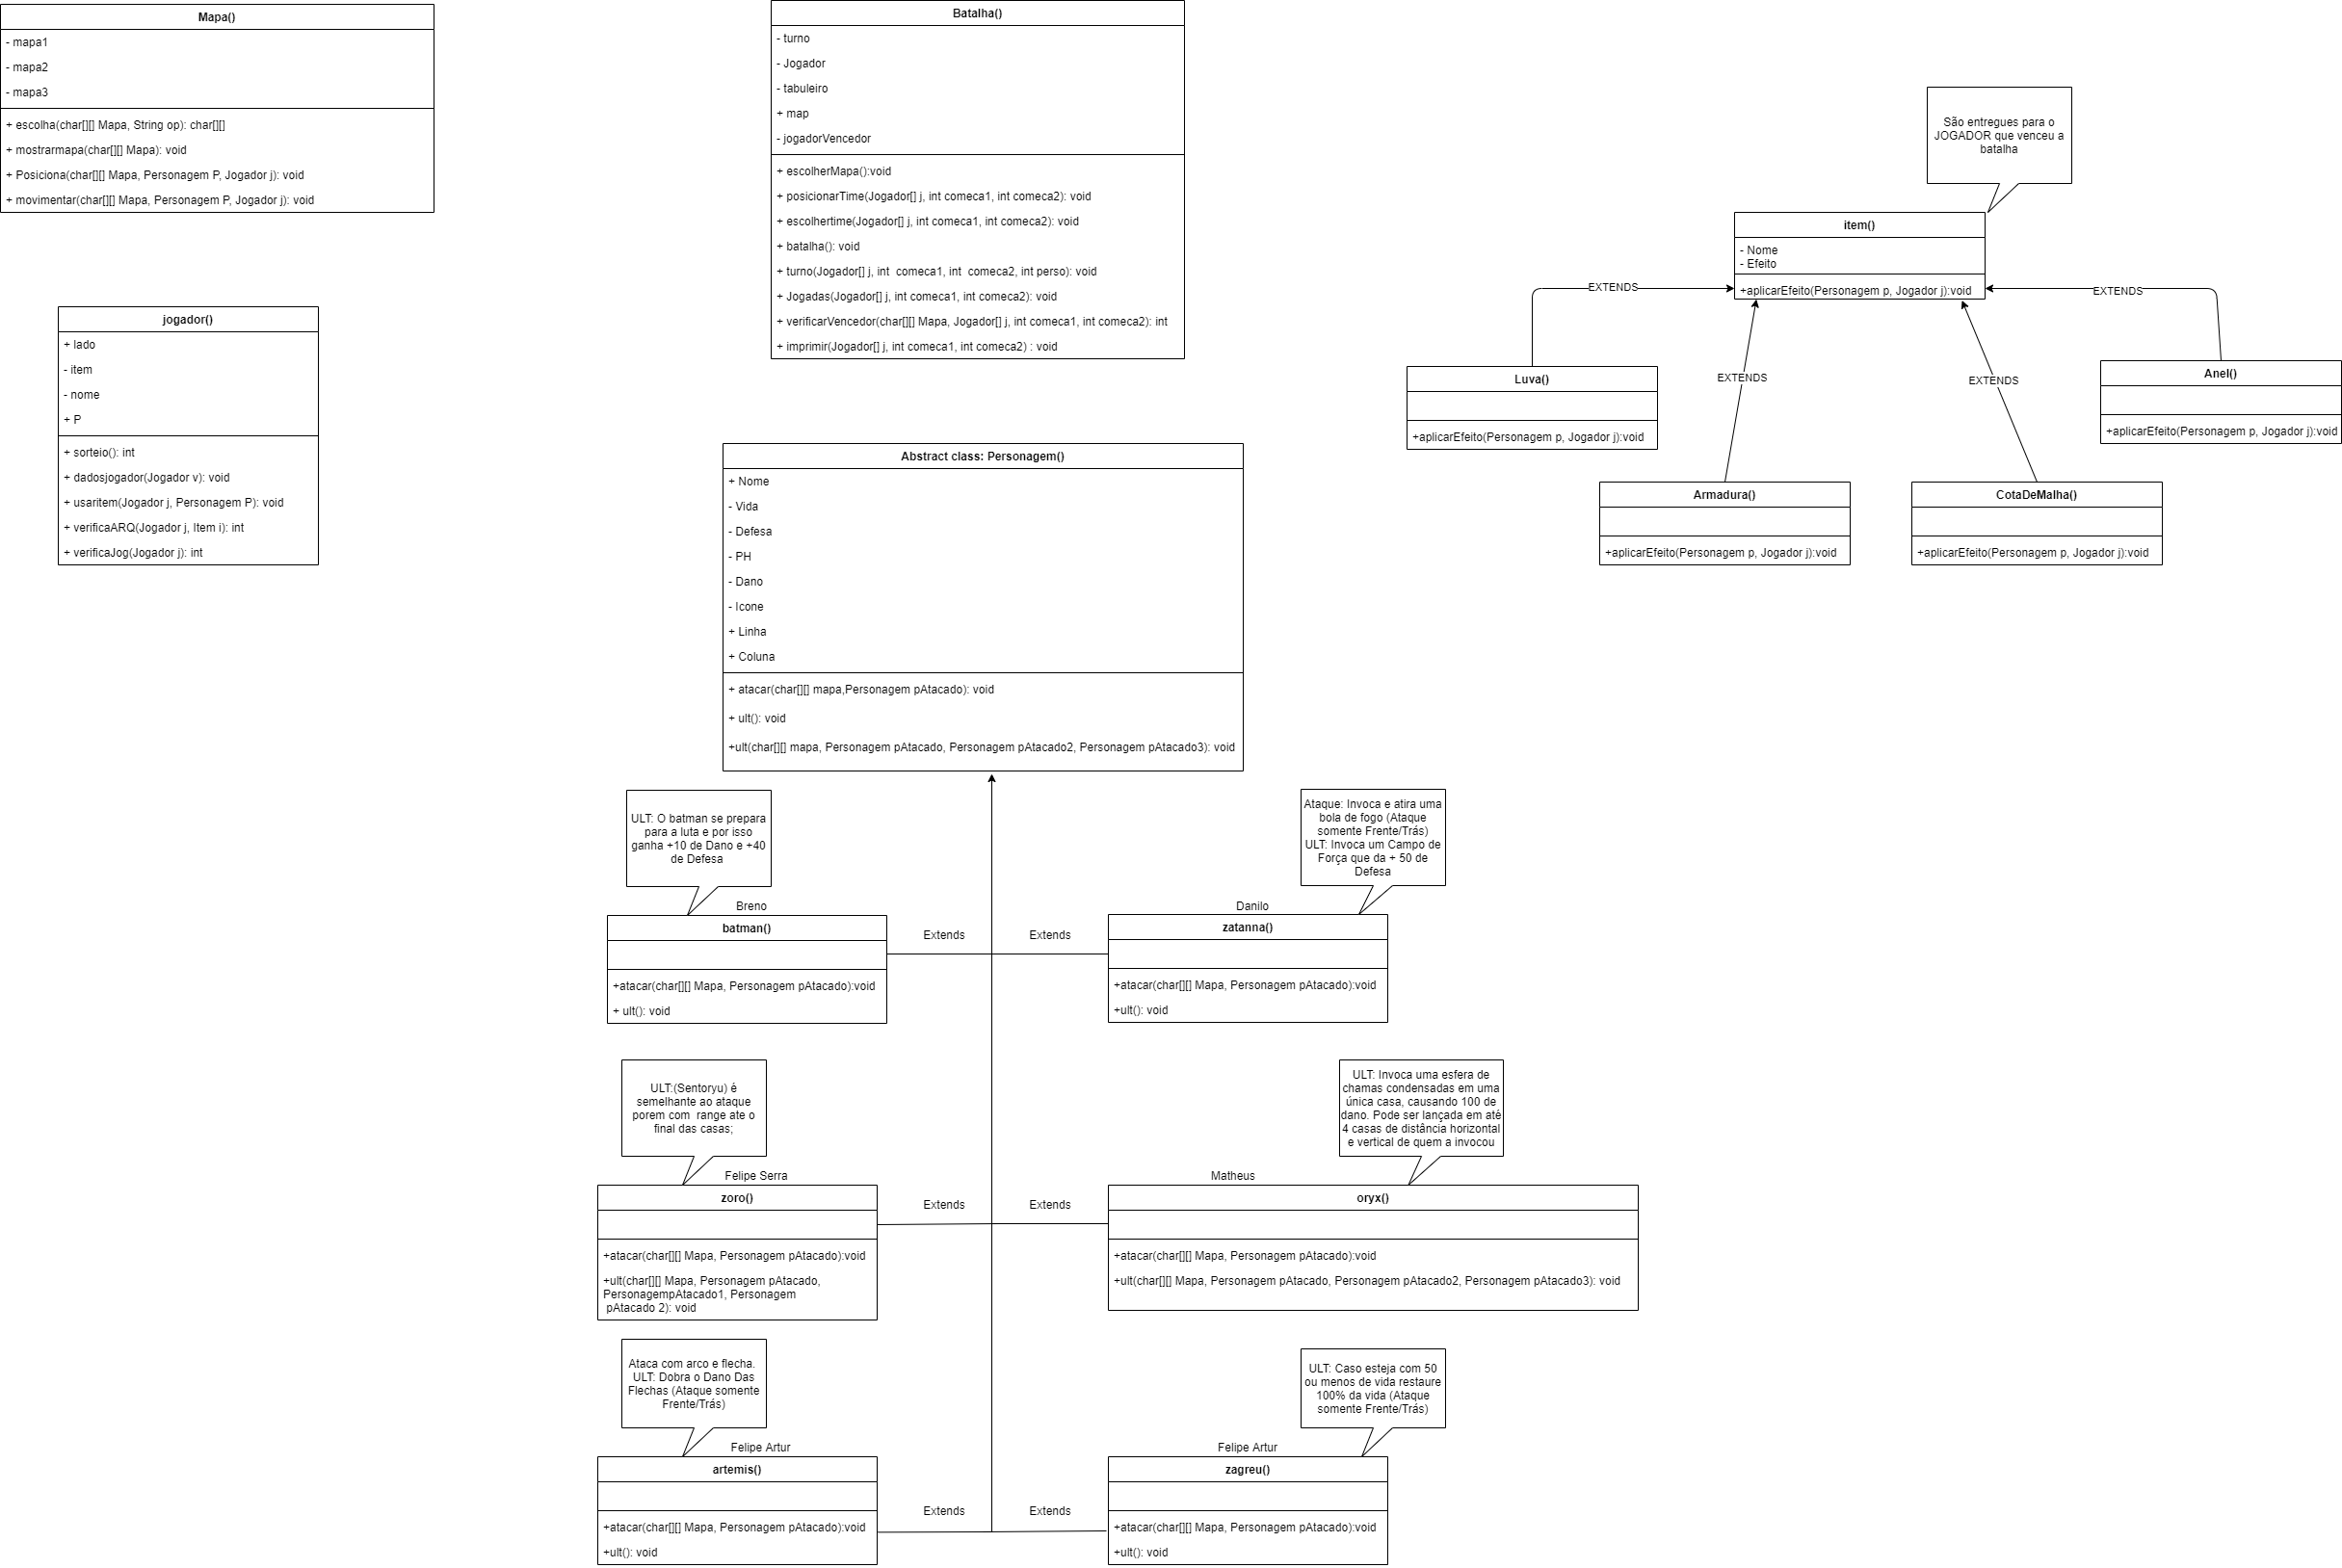 Mapa()
- mapa1
- mapa2
- mapa3
+ escolha(char[][] Mapa, String op): char[][]
+ mostrarmapa(char[][] Mapa): void
+ Posiciona(char[][] Mapa, Personagem P, Jogador j): void
+ movimentar(char[][] Mapa, Personagem P, Jogador j): void
jogador()
+ lado
- item
- nome
+ P
+ sorteio(): int
+ dadosjogador(Jogador v): void
+ usaritem(Jogador j, Personagem P): void
+ verificaARQ(Jogador j, Item i): int
+ verificaJog(Jogador j): int
Batalha()
- turno
- Jogador
- tabuleiro
+ map
- jogadorVencedor
+ escolherMapa():void
+ posicionarTime(Jogador[] j, int comeca1, int comeca2): void
+ escolhertime(Jogador[] j, int comeca1, int comeca2): void
+ batalha(): void
+ turno(Jogador[] j, int  comeca1, int  comeca2, int perso): void
+ Jogadas(Jogador[] j, int comeca1, int comeca2): void
+ verificarVencedor(char[][] Mapa, Jogador[] j, int comeca1, int comeca2): int
+ imprimir(Jogador[] j, int comeca1, int comeca2) : void
São entregues para o
JOGADOR que venceu a
batalha
item()
- Nome
- Efeito
+aplicarEfeito(Personagem p, Jogador j):void
EXTENDS
EXTENDS
EXTENDS
EXTENDS
Luva()
+aplicarEfeito(Personagem p, Jogador j):void
Anel()
+aplicarEfeito(Personagem p, Jogador j):void
Armadura()
+aplicarEfeito(Personagem p, Jogador j):void
CotaDeMalha()
+aplicarEfeito(Personagem p, Jogador j):void
Abstract class: Personagem()
+ Nome
- Vida
- Defesa
- PH
- Dano
- Icone
+ Linha
+ Coluna
+ atacar(char[][] mapa,Personagem pAtacado): void
+ ult(): void
+ult(char[][] mapa, Personagem pAtacado, Personagem pAtacado2, Personagem pAtacado3): void
ULT: O batman se prepara
para a luta e por isso
ganha +10 de Dano e +40
de Defesa
Breno
batman()
+atacar(char[][] Mapa, Personagem pAtacado):void
+ ult(): void
Extends
Extends
Ataque: Invoca e atira uma
bola de fogo (Ataque
somente Frente/Trás)
ULT: Invoca um Campo de
Força que da + 50 de
Defesa
Danilo
zatanna()
+atacar(char[][] Mapa, Personagem pAtacado):void
+ult(): void
ULT:(Sentoryu) é
semelhante ao ataque
porem com  range ate o
final das casas;
Felipe Serra
zoro()
+atacar(char[][] Mapa, Personagem pAtacado):void
+ult(char[][] Mapa, Personagem pAtacado,
PersonagempAtacado1, Personagem
pAtacado 2): void
Extends
Extends
ULT: Invoca uma esfera de
chamas condensadas em uma
única casa, causando 100 de
dano. Pode ser lançada em até
4 casas de distância horizontal
e vertical de quem a invocou
Matheus
oryx()
+atacar(char[][] Mapa, Personagem pAtacado):void
+ult(char[][] Mapa, Personagem pAtacado, Personagem pAtacado2, Personagem pAtacado3): void
Ataca com arco e flecha.
ULT: Dobra o Dano Das
Flechas (Ataque somente
Frente/Trás)
Felipe Artur
artemis()
+atacar(char[][] Mapa, Personagem pAtacado):void
+ult(): void
Extends
Extends
ULT: Caso esteja com 50
ou menos de vida restaure
100% da vida (Ataque
somente Frente/Trás)
Felipe Artur
zagreu()
+atacar(char[][] Mapa, Personagem pAtacado):void
+ult(): void